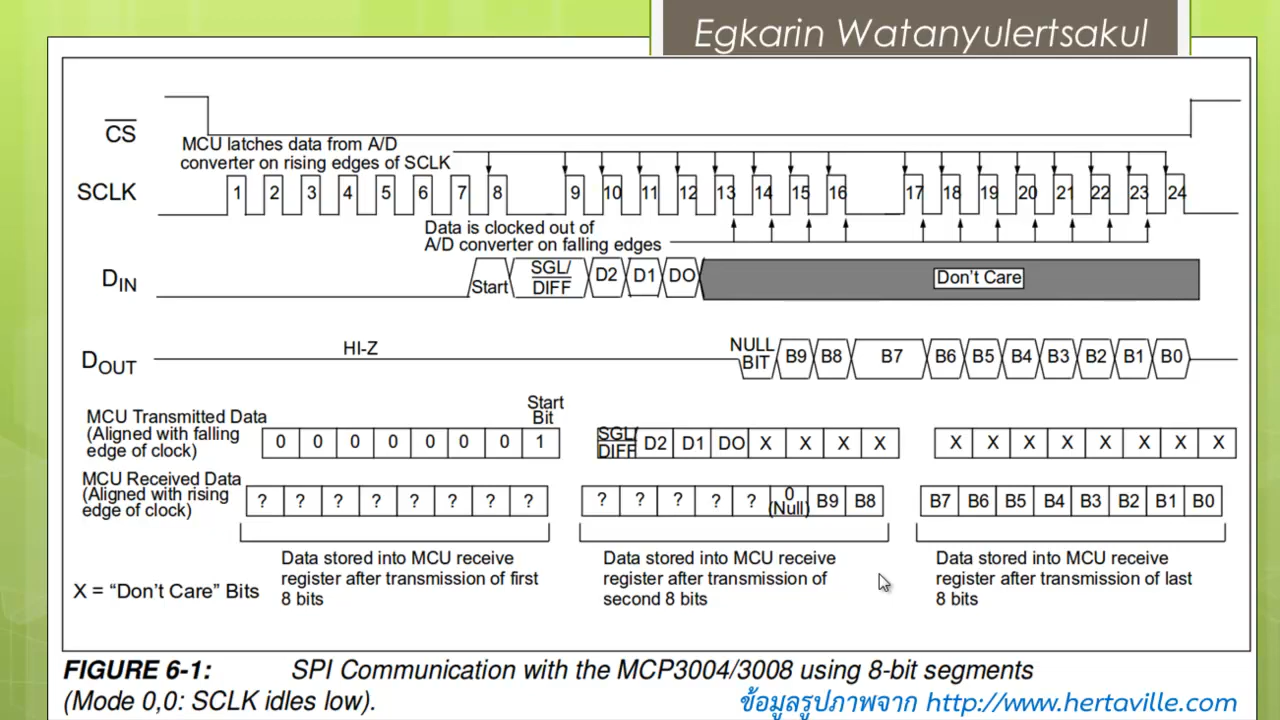 Egkarin Watanyulertsakul
CS
MCU latches data from A/D
converter on rising edges of SCLK
SCLK
1 2 3 4 5 6 7 8 9 10 11 12 13 14 15 16 17 18 19 20 21 22 23 24
Data is clocked out of
A/D converter on falling edges
DIN
Start SGL/DIFF D2 D1 DO Don't Care
DOUT
HI-Z
NULL BIT B9 B8 B7 B6 B5 B4 B3 B2 B1 B0
Start
Bit
MCU Transmitted Data
(Aligned with falling
edge of clock)
0 0 0 0 0 0 0 1 SGL/DIFF D2 D1 DO X X X X X X X X X X X X
MCU Received Data
(Aligned with rising
edge of clock)
? ? ? ? ? ? ? ? ? ? ? ? ? 0 (Null) B9 B8 B7 B6 B5 B4 B3 B2 B1 B0
Data stored into MCU receive
register after transmission of first
8 bits
Data stored into MCU receive
register after transmission of
second 8 bits
Data stored into MCU receive
register after transmission of last
8 bits
X = “Don't Care” Bits
FIGURE 6-1: SPI Communication with the MCP3004/3008 using 8-bit segments
(Mode 0,0: SCLK idles low).
ข้อมูลรูปภาพจาก http://www.hertaville.com